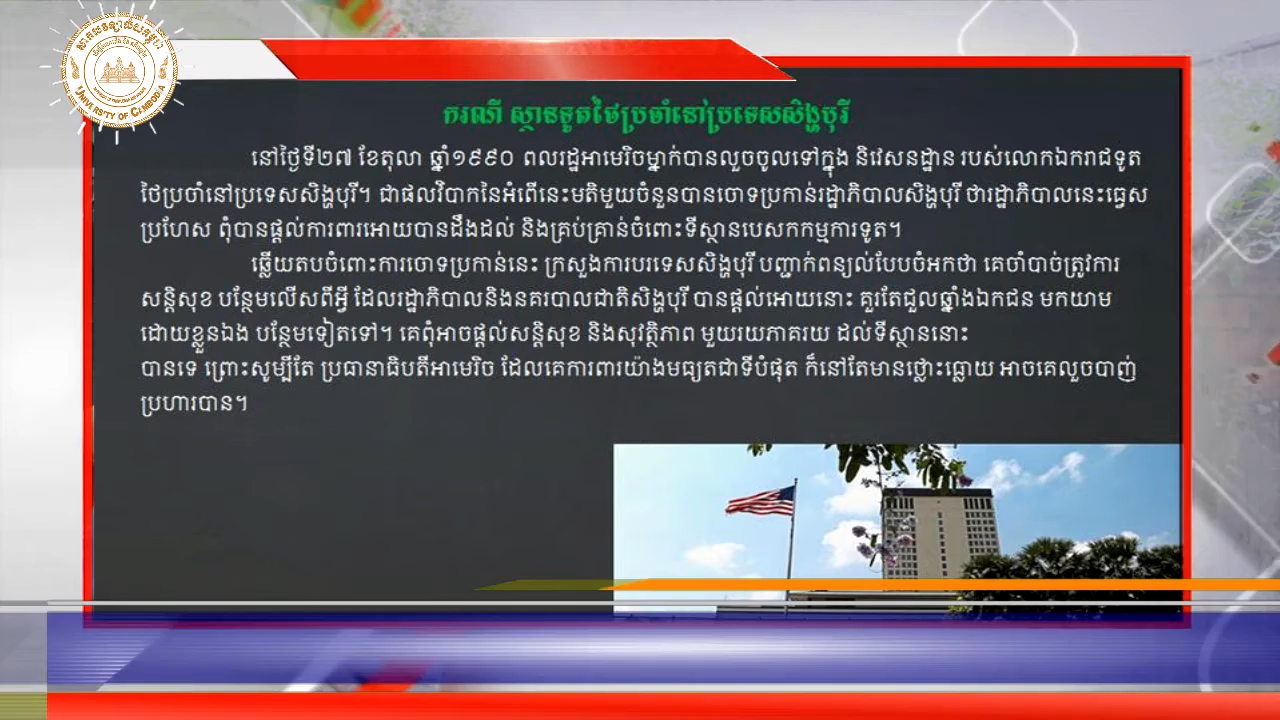 សាកលវិទ្យាល័យកម្ពុជា
UNIVERSITY OF CAMBODIA
ករណី ស្ថានទូតថៃប្រចាំនៅប្រទេសសិង្ហបុរី
នៅថ្ងៃទី២៧ ខែតុលា ឆ្នាំ១៩៩០ ពលរដ្ឋអាមេរិចម្នាក់បានលួចចូលទៅក្នុង និវេសនដ្ឋាន របស់លោកឯករាជទូត
ថៃប្រចាំនៅប្រទេសសិង្ហបុរី។ ជាផលវិបាកនៃអំពើនេះមតិមួយចំនួនបានចោទប្រកាន់រដ្ឋាភិបាលសិង្ហបុរី ថារដ្ឋាភិបាលនេះធ្វេស
ប្រហែស ពុំបានផ្តល់ការពារអោយបានដឹងដល់ និងគ្រប់គ្រាន់ចំពោះទីស្ថានបេសកកម្មការទូត។
ឆ្លើយតបចំពោះការចោទប្រកាន់នេះ ក្រសួងការបរទេសសិង្ហបុរី បញ្ជាក់ពន្យល់បែបចំអកថា គេចាំបាច់ត្រូវការ
សន្តិសុខ បន្ថែមលើសពីអ្វី ដែលរដ្ឋាភិបាលនិងនគរបាលជាតិសិង្ហបុរី បានផ្តល់អោយនោះ គួរតែជួលឆ្នាំងឯកជន មកយាម
ដោយខ្លួនឯង បន្ថែមទៀតទៅ។ គេពុំអាចផ្តល់សន្តិសុខ និងសុវត្ថិភាព មួយរយភាគរយ ដល់ទីស្ថាននោះ
បានទេ ព្រោះសូម្បីតែ ប្រធានាធិបតីអាមេរិច ដែលគេការពារយ៉ាងមធ្យតជាទីបំផុត ក៏នៅតែមានថ្លោះធ្លោយ អាចគេលួចបាញ់
ប្រហារបាន។